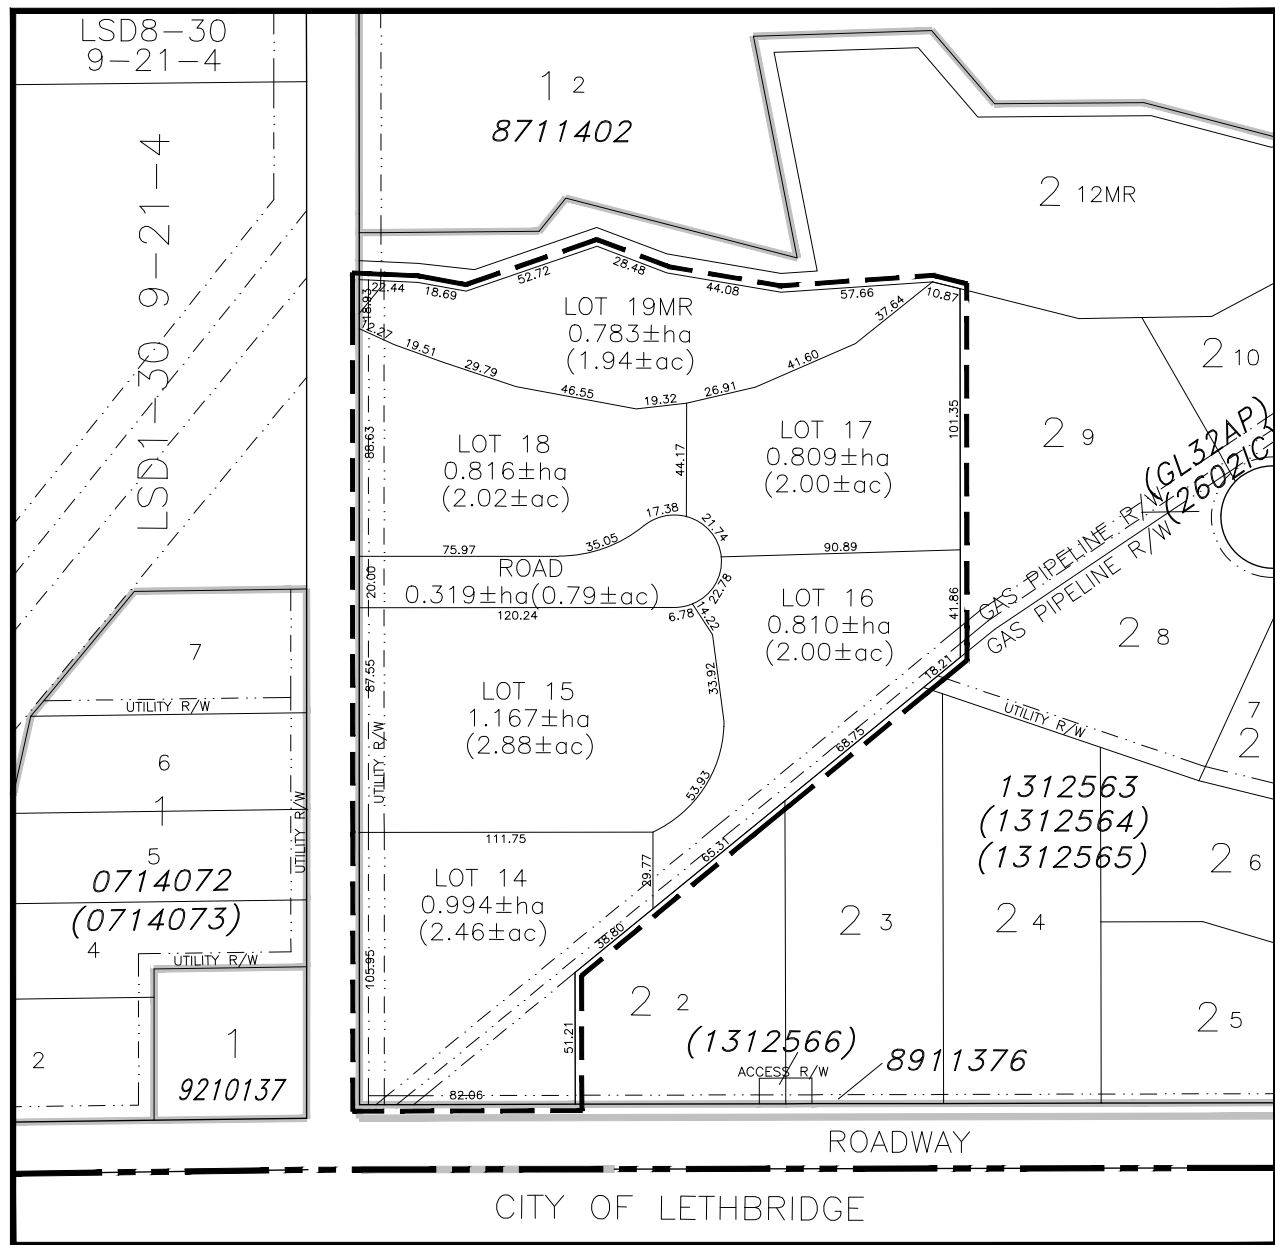 LSD8-30
9-21-4
1 2
8711402
LSD1-30 9-21-4
2 12MR
22.44
18.69
52.72
28.48
44.08
57.66
10.87
18.93
12.27
19.51
29.79
46.55
19.32
26.91
41.60
37.64
LOT 19MR
0.783±ha
(1.94±ac)
2 10
2 9
(GL32AP)
(2602IC
88.63
LOT 18
0.816±ha
(2.02±ac)
44.17
LOT 17
0.809±ha
(2.00±ac)
101.35
17.38
21.74
35.05
75.97
90.89
ROAD
0.319±ha(0.79±ac)
20.00
120.24
6.78
14.22
22.78
LOT 16
0.810±ha
(2.00±ac)
41.86
18.21
GAS PIPELINE R/W
GAS PIPELINE R/W
2 8
7
2
7
UTILITY R/W
6
1
5
0714072
(0714073)
4
UTILITY R/W
UTILITY R/W
2
1
9210137
87.55
UTILITY R/W
LOT 15
1.167±ha
(2.88±ac)
33.92
53.93
68.75
65.31
UTILITY R/W
1312563
(1312564)
(1312565)
2 6
111.75
29.77
LOT 14
0.994±ha
(2.46±ac)
38.80
105.95
51.21
82.06
2 3
2 4
2 2
2 5
(1312566)
ACCESS R/W
8911376
ROADWAY
CITY OF LETHBRIDGE